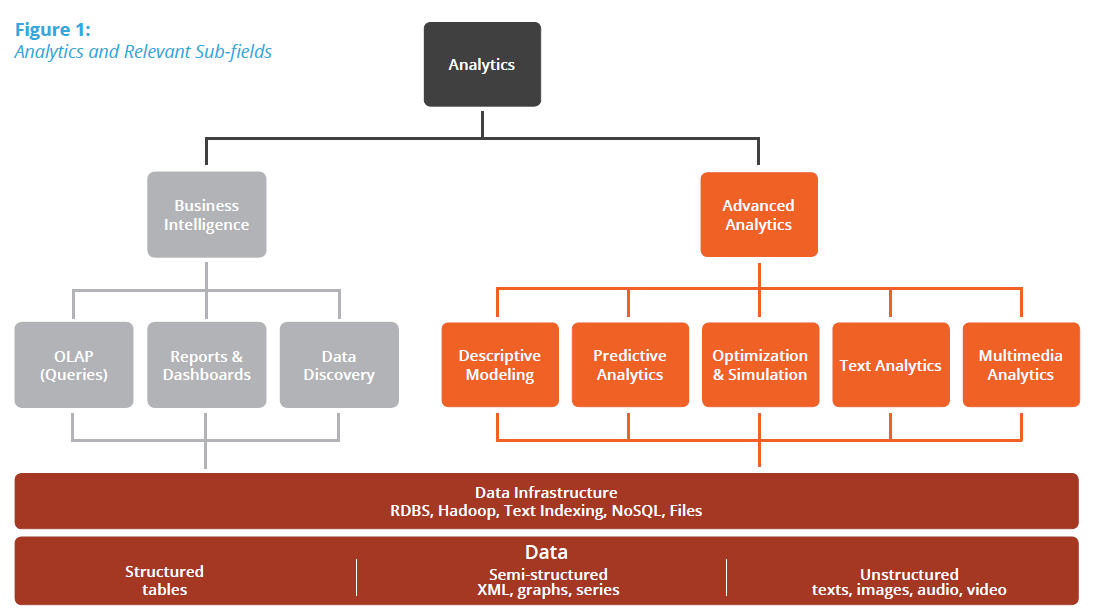 Figure 1:
Analytics and Relevant Sub-fields
Analytics
Business
Intelligence
Advanced
Analytics
OLAP
(Queries)
Reports &
Dashboards
Data
Discovery
Descriptive
Modeling
Predictive
Analytics
Optimization
& Simulation
Text Analytics
Multimedia
Analytics
Data Infrastructure
RDBS, Hadoop, Text Indexing, NoSQL, Files
Data
Structured
tables
Semi-structured
XML, graphs, series
Unstructured
texts, images, audio, video